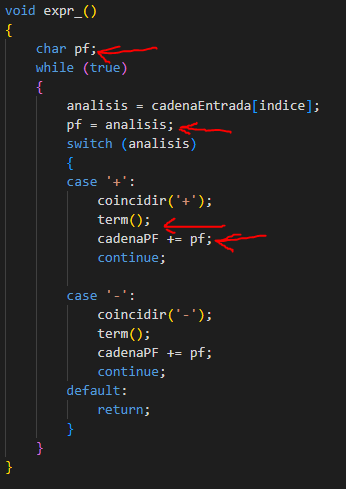 void expr_()
{
    char pf;
    while (true)
    {
        analisis = cadenaEntrada[indice];
        pf = analisis;
        switch (analisis)
        {
        case '+':
            coincidir('+');
            term();
            cadenaPF += pf;
            continue;

        case '-':
            coincidir('-');
            term();
            cadenaPF += pf;
            continue;
        default:
            return;
        }
    }
}